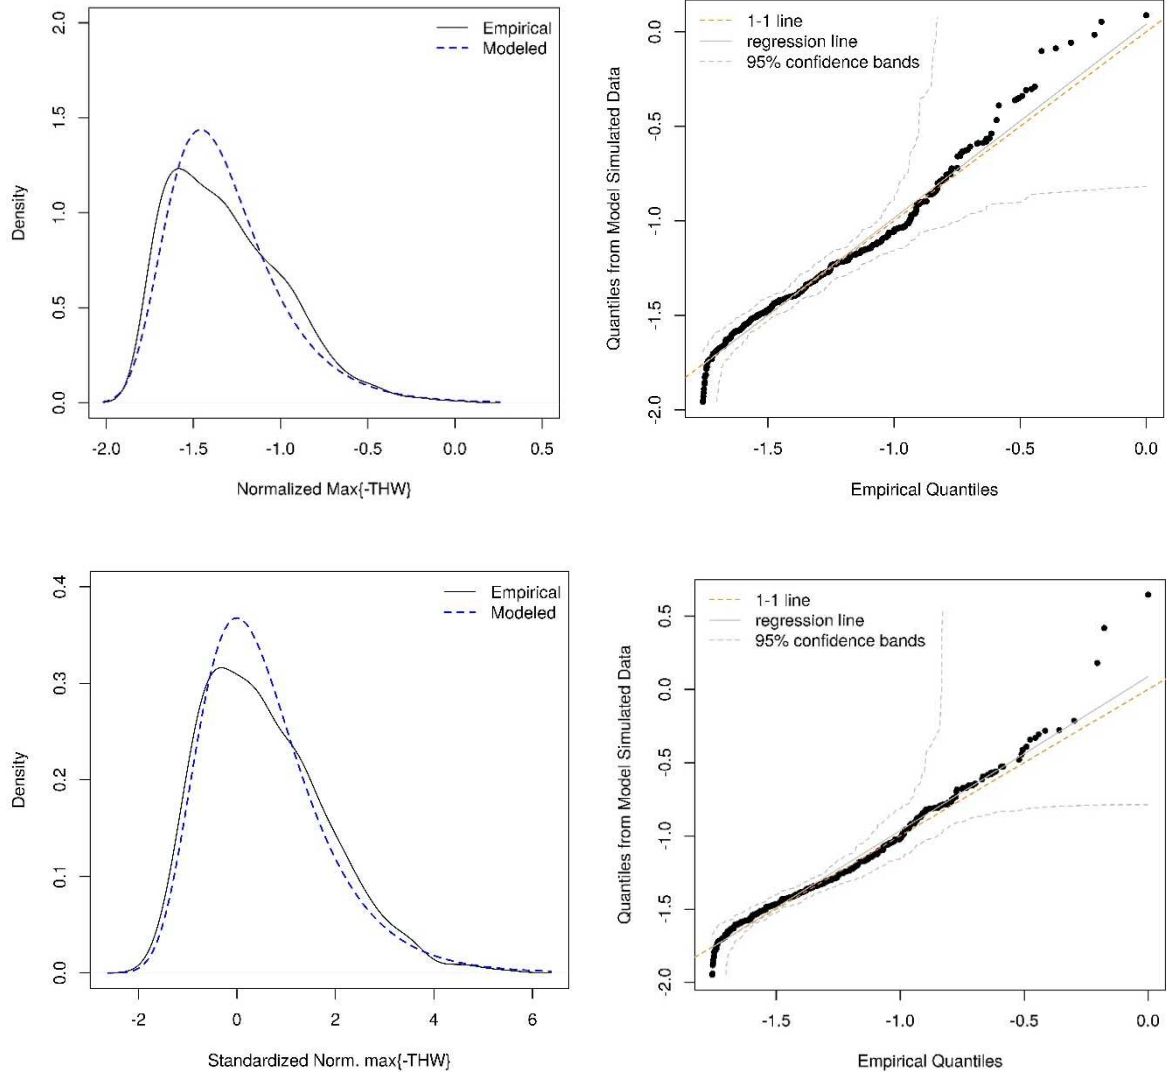 Empirical
Modeled
2.0
1.5
1.0
0.5
0.0
Density
-2.0 -1.5 -1.0 -0.5 0.0 0.5
Normalized Max{-THW}
1-1 line
regression line
95% confidence bands
0.0
-0.5
-1.0
-1.5
-2.0
Quantiles from Model Simulated Data
-1.5 -1.0 -0.5 0.0
Empirical Quantiles
Empirical
Modeled
0.4
0.3
0.2
0.1
0.0
Density
-2 0 2 4 6
Standardized Norm. max{-THW}
1-1 line
regression line
95% confidence bands
0.5
0.0
-0.5
-1.0
-1.5
-2.0
Quantiles from Model Simulated Data
-1.5 -1.0 -0.5 0.0
Empirical Quantiles